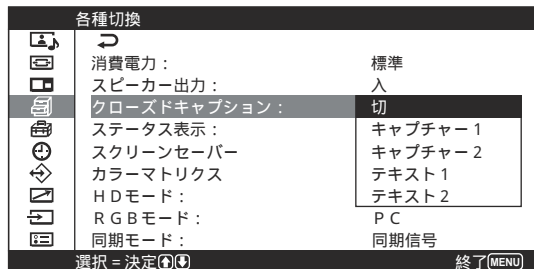 各種切換
消費電力： 標準
スピーカー出力： 入
クローズドキャプション： 切
ステータス表示： キャプチャー１
スクリーンセーバー キャプチャー２
カラーマトリクス テキスト１
ＨＤモード： テキスト２
ＲＧＢモード： ＰＣ
同期モード： 同期信号
選択＝決定 終了MENU